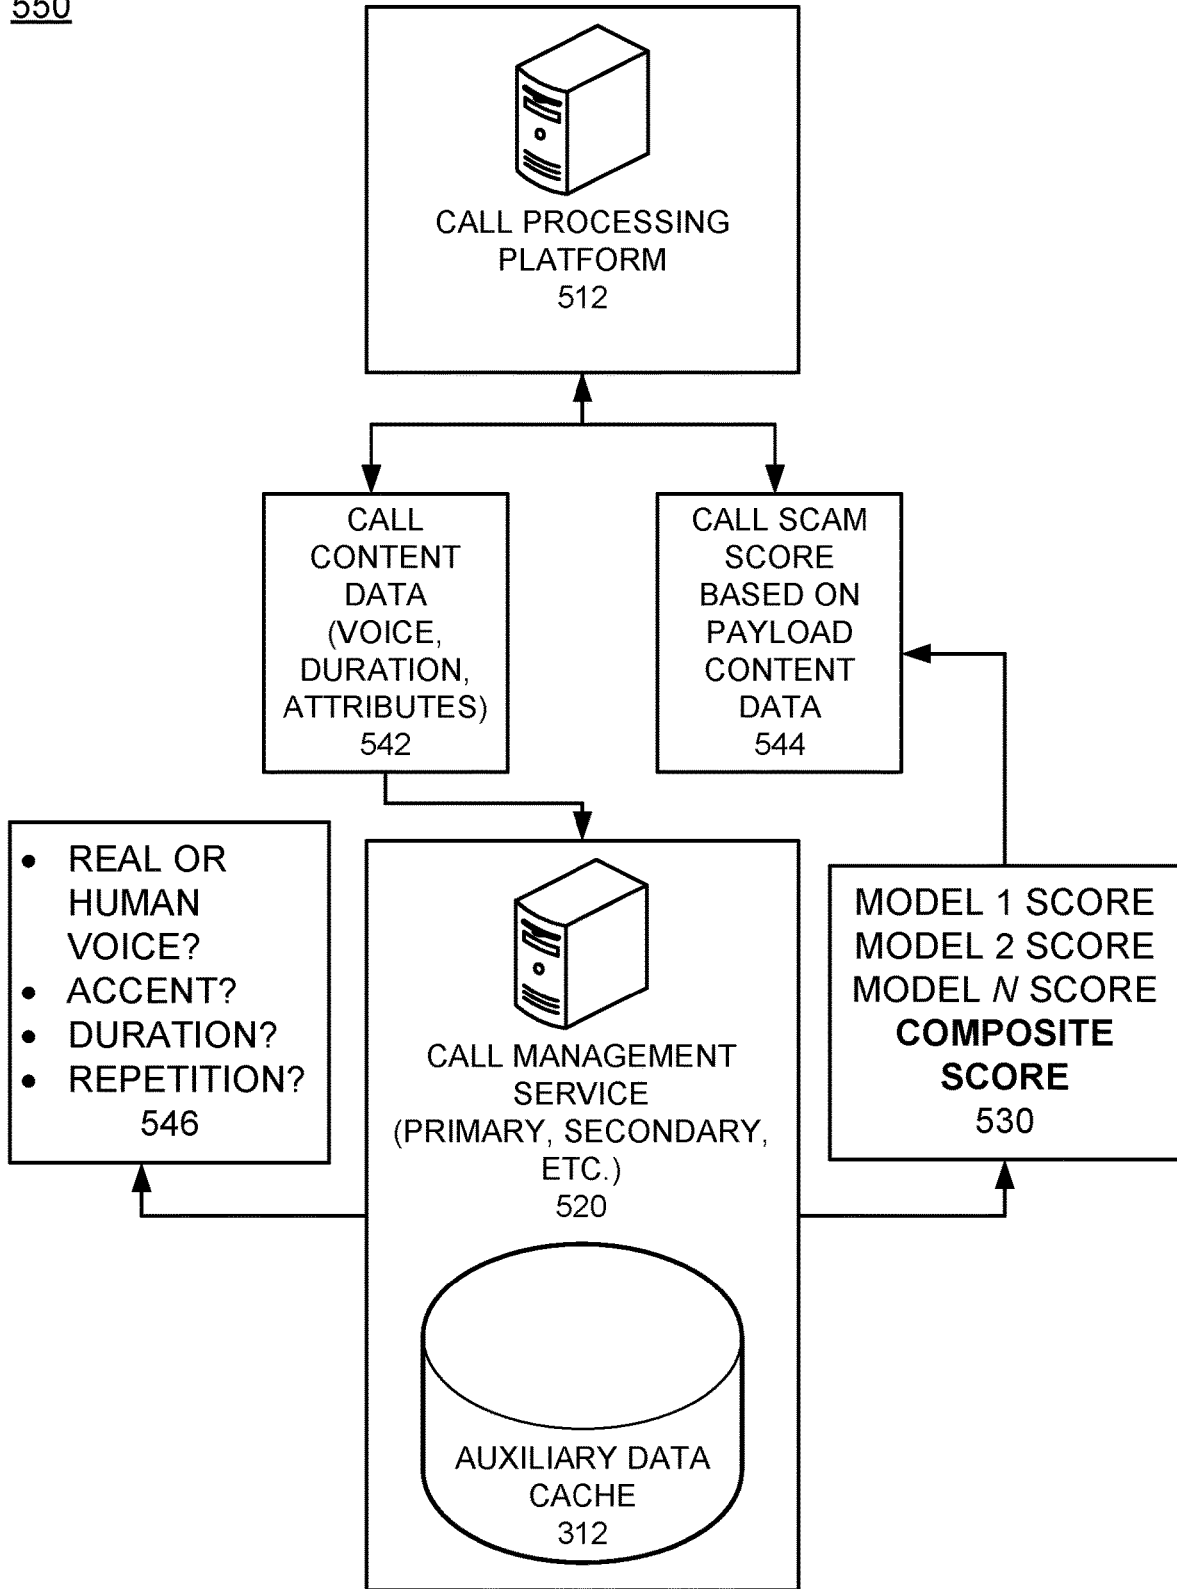 550
CALL PROCESSING
PLATFORM
512
CALL
CONTENT
DATA
(VOICE,
DURATION,
ATTRIBUTES)
542
CALL SCAM
SCORE
BASED ON
PAYLOAD
CONTENT
DATA
544
• REAL OR
HUMAN
VOICE?
• ACCENT?
• DURATION?
• REPETITION?
546
CALL MANAGEMENT
SERVICE
(PRIMARY, SECONDARY,
ETC.)
520
MODEL 1 SCORE
MODEL 2 SCORE
MODEL N SCORE
COMPOSITE
SCORE
530
AUXILIARY DATA
CACHE
312